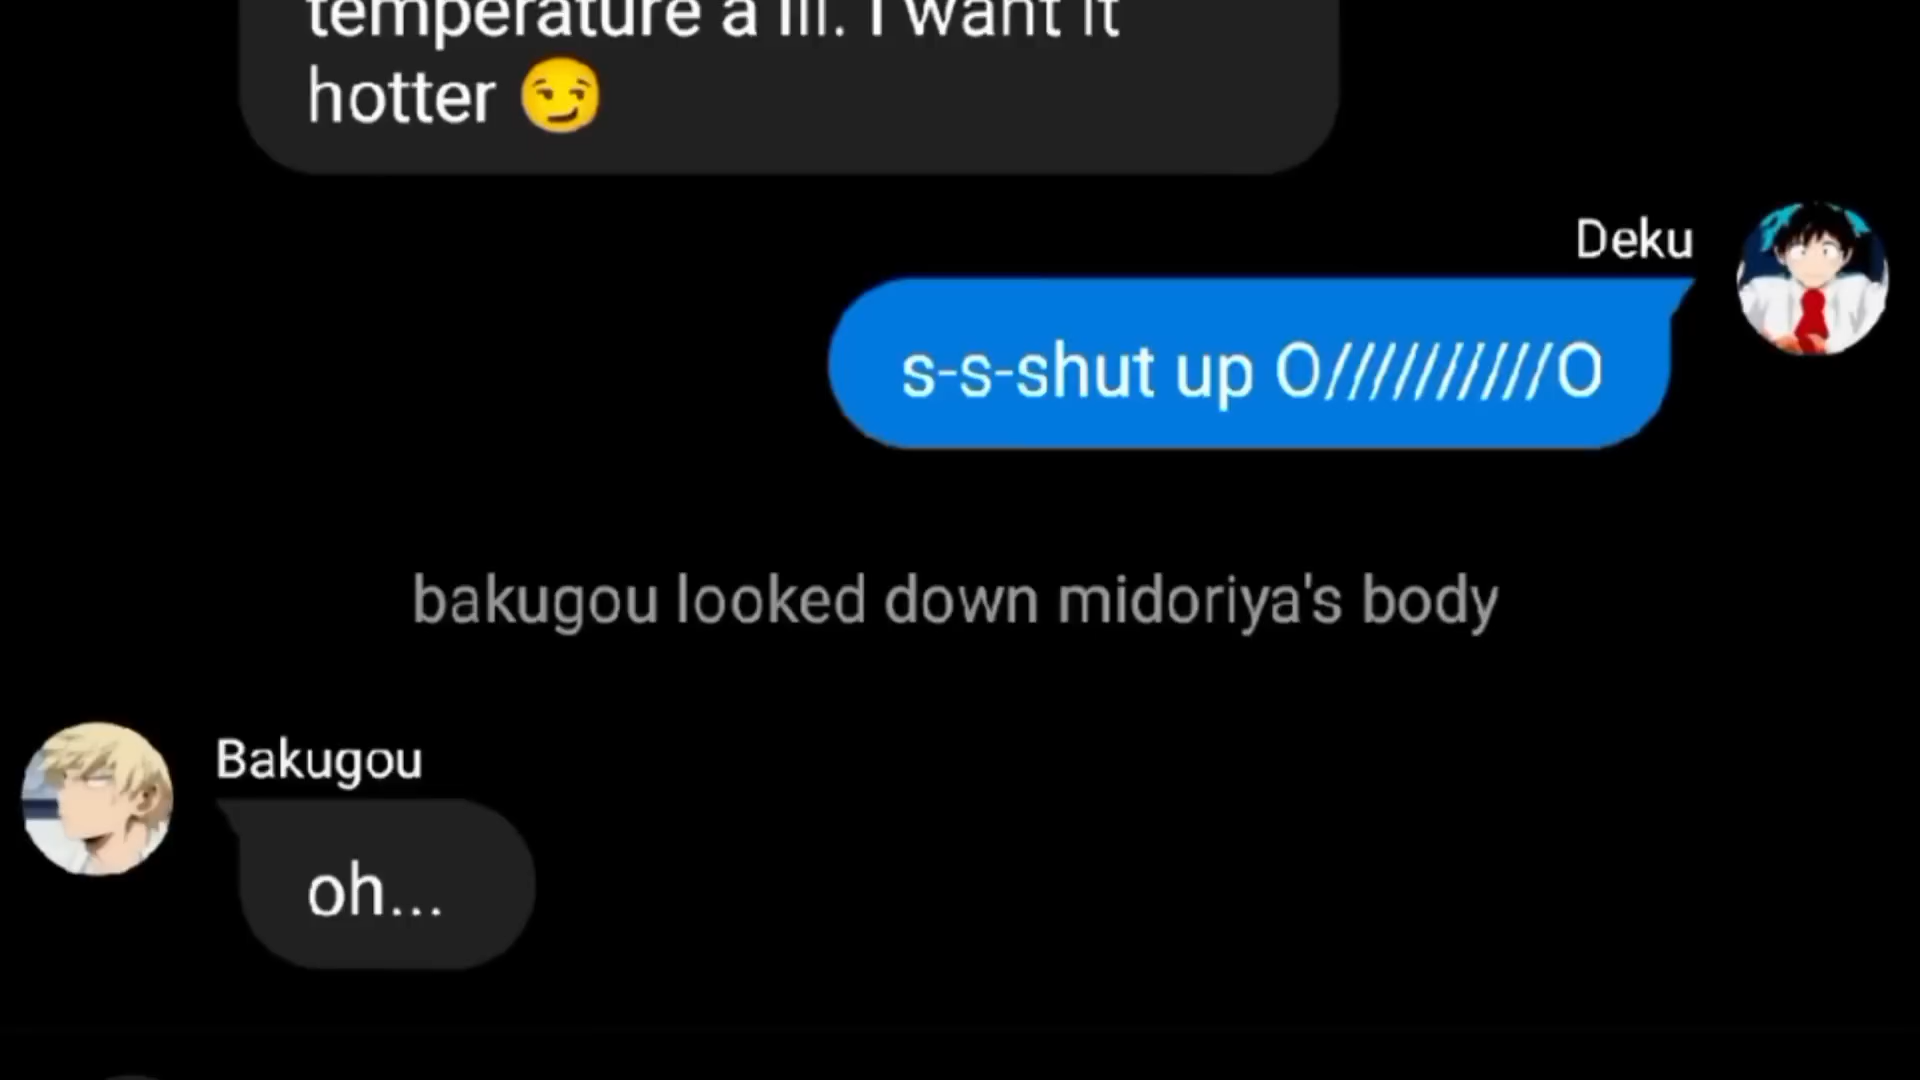 temperature a lil. I want it
hotter 😏
Deku
s-s-shut up O//////////O
bakugou looked down midoriya's body
Bakugou
oh...